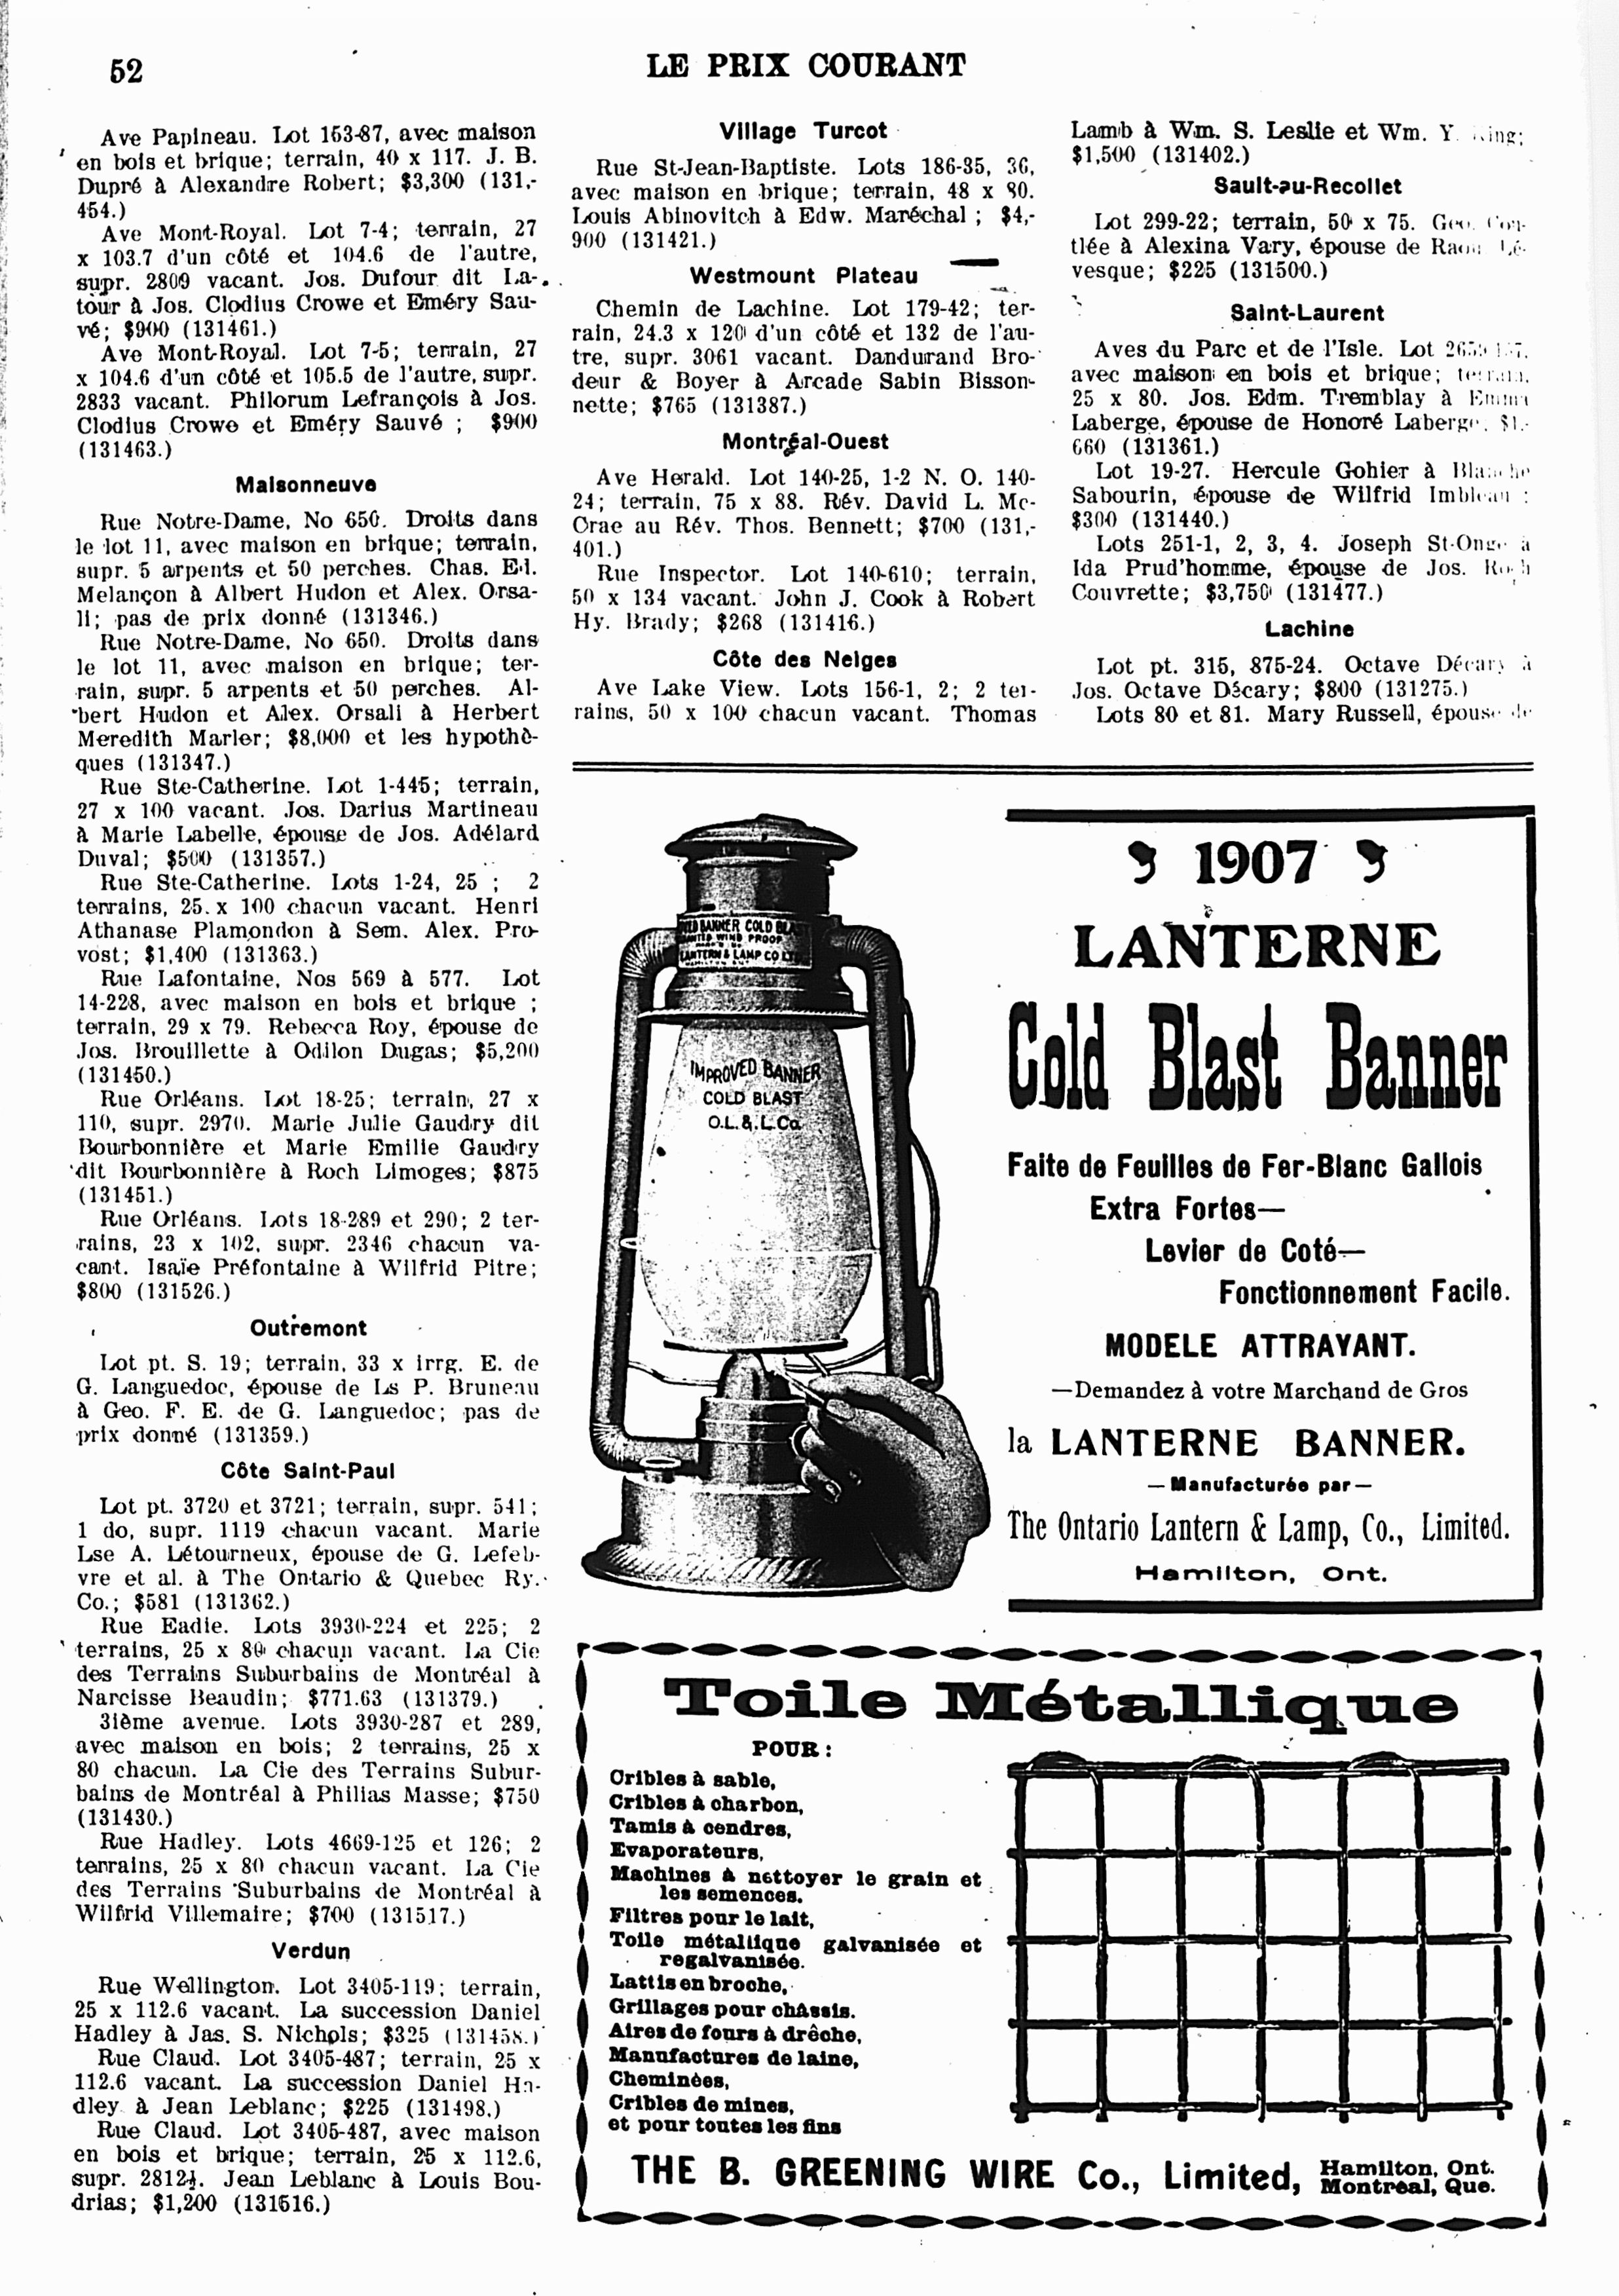 52
LE PRIX COURANT
Ave Papineau. Lot 153-87, avec maison
en bois et brique; terrain, 40 x 117. J. B.
Dupré à Alexandre Robert; $3,300 (131,-
454.)
Ave Mont-Royal. Lot 7-4; terrain, 27
x 103.7 d'un côté et 104.6 de l'autre,
supr. 2809 vacant. Jos. Dufour dit La-
tour à Jos. Clodius Crowe et Eméry Sau-
vé; $900 (131461.)
Ave Mont-Royal. Lot 7-5; terrain, 27
x 104.6 d'un côté et 105.5 de l'autre, supr.
2833 vacant. Philorum Lefrançois à Jos.
Clodius Crowe et Eméry Sauvé ; $900
(131463.)
Maisonneuve
Rue Notre-Dame, No 650. Droits dans
le lot 11, avec maison en brique; terrain,
supr. 5 arpents et 50 perches. Chas. Ed.
Melançon à Albert Hudon et Alex. Orsa-
li; pas de prix donné (131346.)
Rue Notre-Dame, No 650. Droits dans
le lot 11, avec maison en brique; ter-
rain, supr. 5 arpents et 50 perches. Al-
bert Hudon et Alex. Orsali à Herbert
Meredith Marler; $8,000 et les hypothè-
ques (131347.)
Rue Ste-Catherine. Lot 1-445; terrain,
27 x 100 vacant. Jos. Darius Martineau
à Marie Labelle, épouse de Jos. Adélard
Duval; $500 (131357.)
Rue Ste-Catherine. Lots 1-24, 25 ; 2
terrains, 25 x 100 chacun vacant. Henri
Athanase Plamondon à Sem. Alex. Pro-
vost; $1,400 (131363.)
Rue Lafontaine, Nos 569 à 577. Lot
14-228, avec maison en bois et brique ;
terrain, 29 x 79. Rebecca Roy, épouse de
Jos. Brouillette à Odilon Dugas; $5,200
(131450.)
Rue Orléans. Lot 18-25; terrain, 27 x
110, supr. 2970. Marie Julie Gaudry dit
Bourbonnière et Marie Emilie Gaudry
dit Bourbonnière à Roch Limoges; $875
(131451.)
Rue Orléans. Lots 18-289 et 290; 2 ter-
rains, 23 x 102, supr. 2346 chacun va-
cant. Isaïe Préfontaine à Wilfrid Pitre;
$800 (131526.)
Outremont
Lot pt. S. 19; terrain, 33 x irrg. E. de
G. Languedoc, épouse de Ls P. Bruneau
à Geo. F. E. de G. Languedoc; pas de
prix donné (131359.)
Côte Saint-Paul
Lot pt. 3720 et 3721; terrain, supr. 541;
1 do, supr. 1119 chacun vacant. Marie
Lse A. Létourneux, épouse de G. Lefeb-
vre et al. à The Ontario & Quebec Ry.
Co.; $581 (131362.)
Rue Eadie. Lots 3930-224 et 225; 2
terrains, 25 x 80 chacun vacant. La Cie
des Terrains Suburbains de Montréal à
Narcisse Beaudin; $771.63 (131379.)
3ième avenue. Lots 3930-287 et 289,
avec maison en bois; 2 terrains, 25 x
80 chacun. La Cie des Terrains Subur-
bains de Montréal à Philias Masse; $750
(131430.)
Rue Hadley. Lots 4669-125 et 126; 2
terrains, 25 x 80 chacun vacant. La Cie
des Terrains Suburbains de Montréal à
Wilfrid Villemaire; $700 (131517.)
Verdun
Rue Wellington. Lot 3405-119; terrain,
25 x 112.6 vacant. La succession Daniel
Hadley à Jas. S. Nichols; $325 (131458.)
Rue Claud. Lot 3405-487; terrain, 25 x
112.6 vacant. La succession Daniel Ha-
dley à Jean Leblanc; $225 (131498.)
Rue Claud. Lot 3405-487, avec maison
en bois et brique; terrain, 25 x 112.6,
supr. 2812½. Jean Leblanc à Louis Bou-
drias; $1,200 (131516.)
Village Turcot
Rue St-Jean-Baptiste. Lots 186-35, 36,
avec maison en brique; terrain, 48 x 80.
Louis Abinovitch à Edw. Maréchal ; $4,-
900 (131421.)
Westmount Plateau
Chemin de Lachine. Lot 179-42; ter-
rain, 24.3 x 120 d'un côté et 132 de l'au-
tre, supr. 3061 vacant. Dandurand Bro-
deur & Boyer à Arcade Sabin Bisson-
nette; $765 (131387.)
Montréal-Ouest
Ave Herald. Lot 140-25, 1-2 N. O. 140-
24; terrain, 75 x 88. Rév. David L. Mc-
Crae au Rév. Thos. Bennett; $700 (131,-
401.)
Rue Inspector. Lot 140-610; terrain,
50 x 134 vacant. John J. Cook à Robert
Hy. Brady; $268 (131416.)
Côte des Neiges
Ave Lake View. Lots 156-1, 2; 2 ter-
rains, 50 x 100 chacun vacant. Thomas
Lamb à Wm. S. Leslie et Wm. Y. King;
$1,500 (131402.)
Sault-au-Recollet
Lot 299-22; terrain, 50 x 75. Geo.
tlée à Alexina Vary, épouse de Raoul Lé-
vesque; $225 (131500.)
Saint-Laurent
Aves du Parc et de l'Isle. Lot
avec maison en bois et brique; terrain,
25 x 80. Jos. Edm. Tremblay à Emma
Laberge, épouse de Honoré Laberge; $1,-
660 (131361.)
Lot 19-27. Hercule Gohier à Blanche
Sabourin, épouse de Wilfrid Imbleau ;
$300 (131440.)
Lots 251-1, 2, 3, 4. Joseph St-Onge à
Ida Prud'homme, épouse de Jos. Roch
Couvrette; $3,750 (131477.)
Lachine
Lot pt. 315, 875-24. Octave Décary à
Jos. Octave Décary; $800 (131275.)
Lots 80 et 81. Mary Russell, épouse de
BANNER COLD BLAST
WIND PROOF
LANTERN & LAMP CO LTD
IMPROVED BANNER
COLD BLAST
O.L.&.L.Co.
1907
LANTERNE
Cold Blast Banner
Faite de Feuilles de Fer-Blanc Gallois
Extra Fortes—
Levier de Coté—
Fonctionnement Facile.
MODELE ATTRAYANT.
—Demandez à votre Marchand de Gros
la LANTERNE BANNER.
— Manufacturée par —
The Ontario Lantern & Lamp, Co., Limited.
Hamilton, Ont.
Toile Métallique
POUR:
Cribles à sable,
Cribles à charbon,
Tamis à cendres,
Evaporateurs,
Machines à nettoyer le grain et
les semences.
Filtres pour le lait,
Toile métallique galvanisée et
regalvanisée.
Lattis en broche,
Grillages pour châssis.
Aires de fours à drêche,
Manufactures de laine,
Cheminées,
Cribles de mines,
et pour toutes les fins
THE B. GREENING WIRE Co., Limited, Hamilton, Ont.
Montreal, Que.